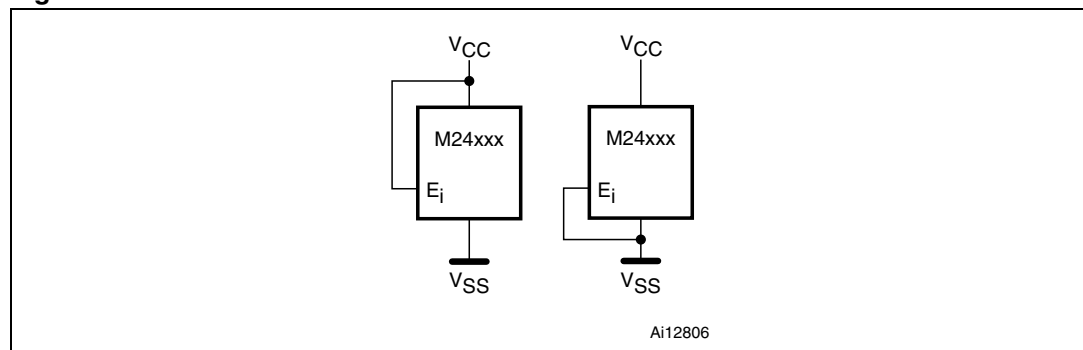 VCC VCC
M24xxx M24xxx
Ei Ei
VSS VSS
Ai12806